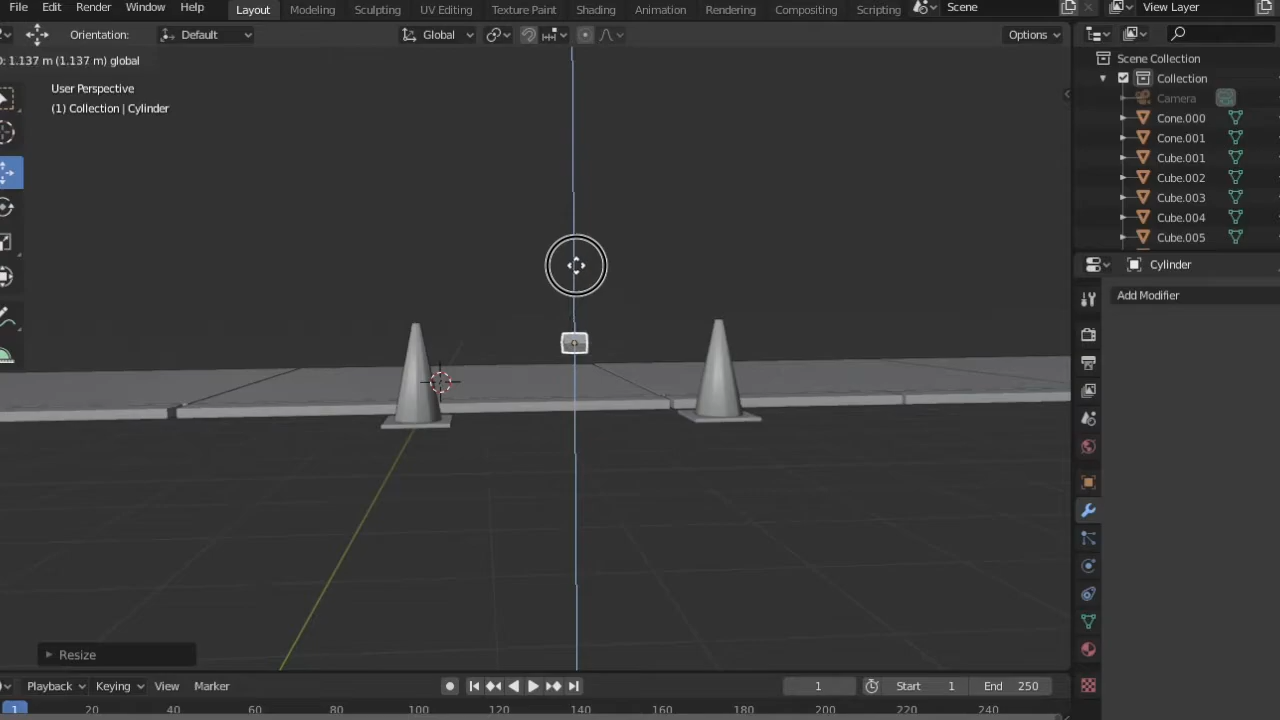 File Edit Render Window Help Layout Modeling Sculpting UV Editing Texture Paint Shading Animation Rendering Compositing Scripting Scene View Layer
Orientation: Default Global Options
: 1.137 m (1.137 m) global
User Perspective
(1) Collection | Cylinder
Scene Collection
Collection
Camera
Cone.000
Cone.001
Cube.001
Cube.002
Cube.003
Cube.004
Cube.005
Cylinder
Add Modifier
Resize
Playback Keying View Marker 1 Start 1 End 250
1 20 40 60 80 100 120 140 160 180 200 220 240